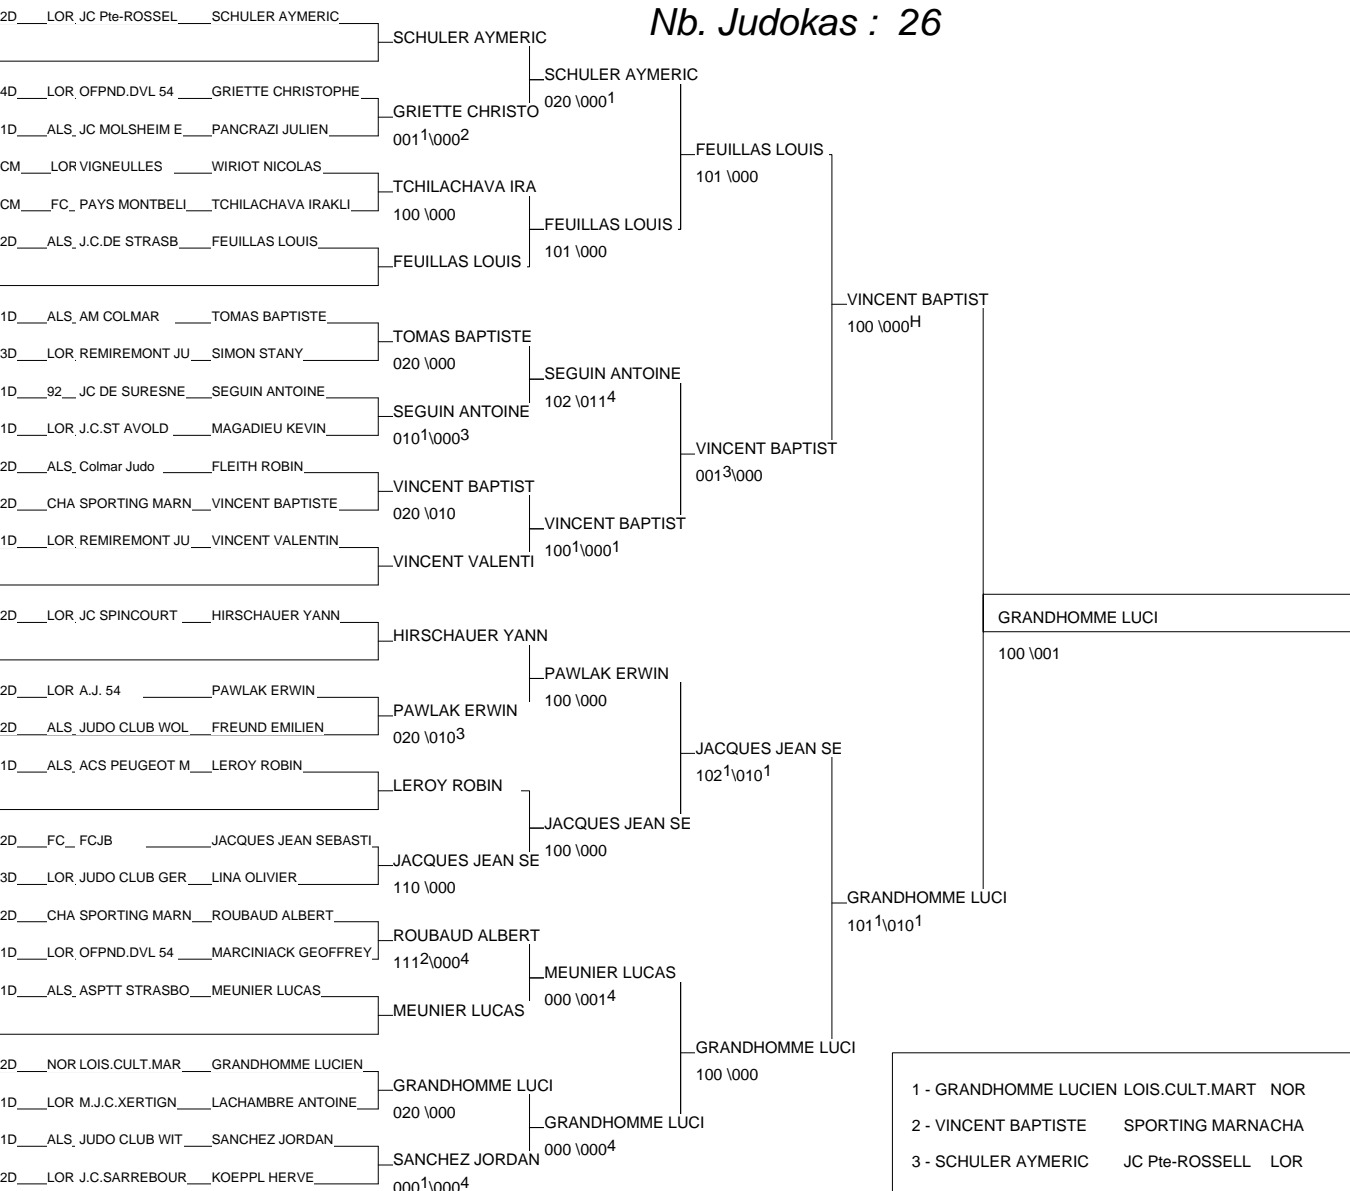 Nb. Judokas : 26
2D LOR JC Pte-ROSSEL SCHULER AYMERIC
4D LOR OFPND.DVL 54 GRIETTE CHRISTOPHE
1D ALS JC MOLSHEIM E PANCRAZI JULIEN
CM LOR VIGNEULLES WIRIOT NICOLAS
CM FC PAYS MONTBELI TCHILACHAVA IRAKLI
2D ALS J.C.DE STRASB FEUILLAS LOUIS
1D ALS AM COLMAR TOMAS BAPTISTE
3D LOR REMIREMONT JU SIMON STANY
1D 92 JC DE SURESNE SEGUIN ANTOINE
1D LOR J.C.ST AVOLD MAGADIEU KEVIN
2D ALS Colmar Judo FLEITH ROBIN
2D CHA SPORTING MARN VINCENT BAPTISTE
1D LOR REMIREMONT JU VINCENT VALENTIN
2D LOR JC SPINCOURT HIRSCHAUER YANN
2D LOR A.J. 54 PAWLAK ERWIN
2D ALS JUDO CLUB WOL FREUND EMILIEN
1D ALS ACS PEUGEOT M LEROY ROBIN
2D FC FCJB JACQUES JEAN SEBASTI
3D LOR JUDO CLUB GER LINA OLIVIER
2D CHA SPORTING MARN ROUBAUD ALBERT
1D LOR OFPND.DVL 54 MARCINIACK GEOFFREY
1D ALS ASPTT STRASBO MEUNIER LUCAS
2D NOR LOIS.CULT.MAR GRANDHOMME LUCIEN
1D LOR M.J.C.XERTIGN LACHAMBRE ANTOINE
1D ALS JUDO CLUB WIT SANCHEZ JORDAN
2D LOR J.C.SARREBOUR KOEPPL HERVE
SCHULER AYMERIC
GRIETTE CHRISTO
001¹\000²
TCHILACHAVA IRA
100 \000
FEUILLAS LOUIS
TOMAS BAPTISTE
020 \000
SEGUIN ANTOINE
010¹\000³
VINCENT BAPTIST
020 \010
VINCENT VALENTI
HIRSCHAUER YANN
PAWLAK ERWIN
020 \010³
LEROY ROBIN
JACQUES JEAN SE
110 \000
ROUBAUD ALBERT
111²\000⁴
MEUNIER LUCAS
GRANDHOMME LUCI
020 \000
SANCHEZ JORDAN
000¹\000⁴
SCHULER AYMERIC
020 \000¹
FEUILLAS LOUIS
101 \000
SEGUIN ANTOINE
102 \011⁴
VINCENT BAPTIST
100¹\000¹
PAWLAK ERWIN
100 \000
JACQUES JEAN SE
100 \000
MEUNIER LUCAS
000 \001⁴
GRANDHOMME LUCI
000 \000⁴
FEUILLAS LOUIS
101 \000
VINCENT BAPTIST
001³\000
JACQUES JEAN SE
102¹\010¹
GRANDHOMME LUCI
100 \000
VINCENT BAPTIST
100 \000ᴴ
GRANDHOMME LUCI
101¹\010¹
GRANDHOMME LUCI
100 \001
1 - GRANDHOMME LUCIEN LOIS.CULT.MART NOR
2 - VINCENT BAPTISTE SPORTING MARNACHA
3 - SCHULER AYMERIC JC Pte-ROSSELL LOR